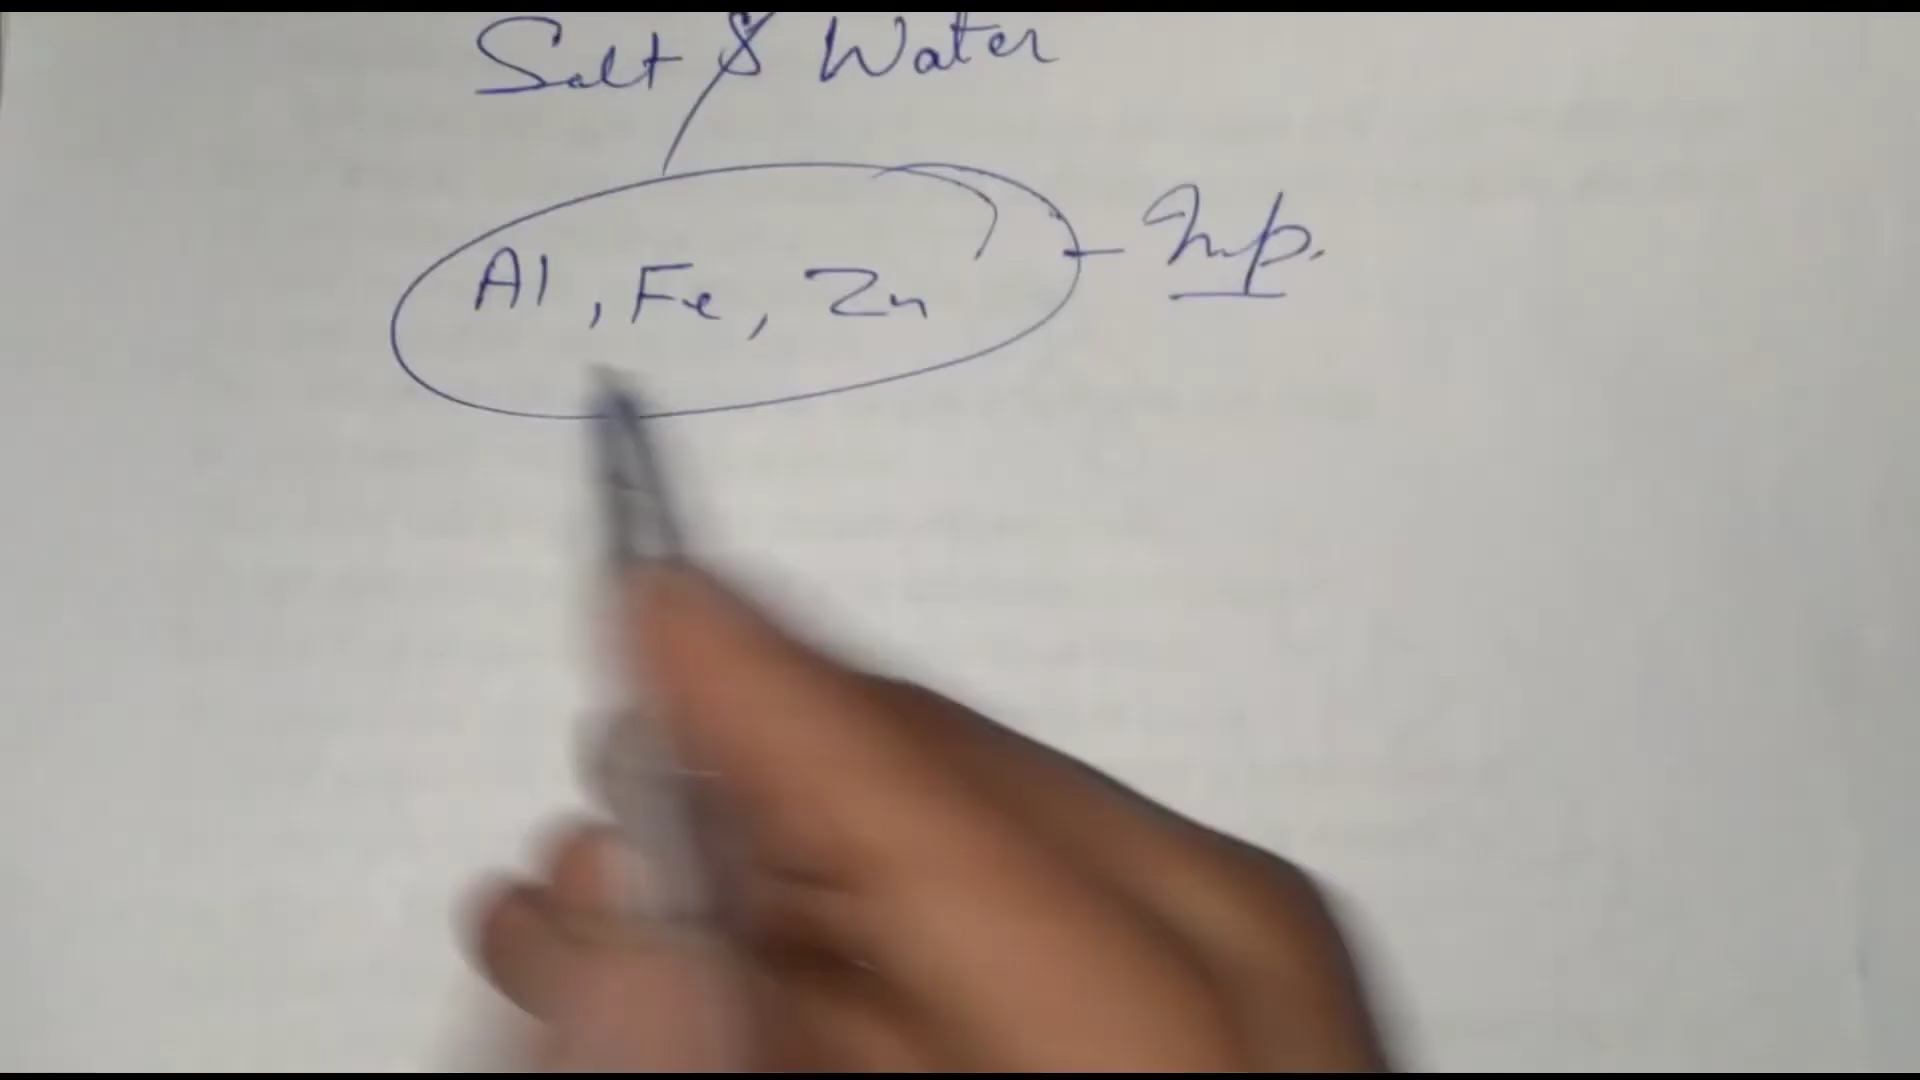 Salt & Water
Al, Fe, Zn - Imp.